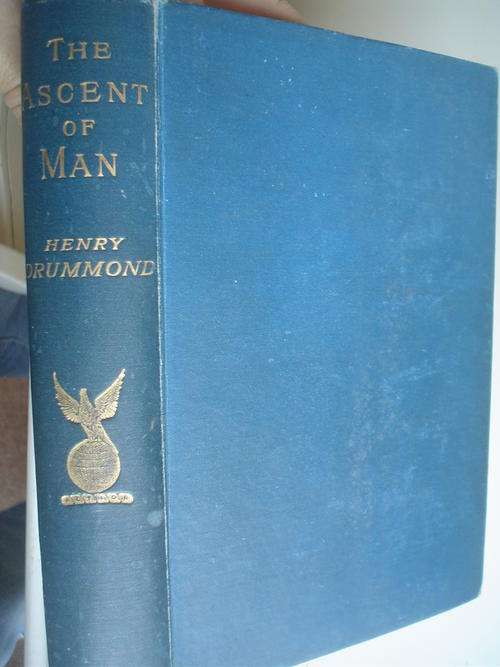 THE
ASCENT
OF
MAN
HENRY
DRUMMOND